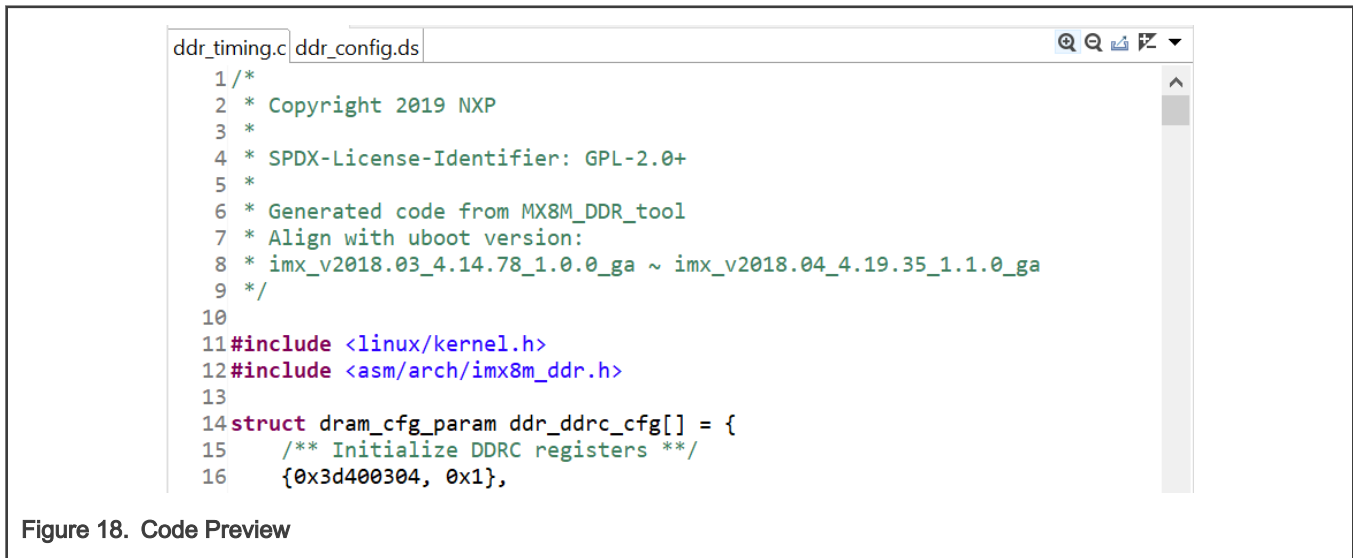 ddr_timing.c ddr_config.ds
1 /*
2  * Copyright 2019 NXP
3  *
4  * SPDX-License-Identifier: GPL-2.0+
5  *
6  * Generated code from MX8M_DDR_tool
7  * Align with uboot version:
8  * imx_v2018.03_4.14.78_1.0.0_ga ~ imx_v2018.04_4.19.35_1.1.0_ga
9  */
10
11 #include <linux/kernel.h>
12 #include <asm/arch/imx8m_ddr.h>
13
14 struct dram_cfg_param ddr_ddrc_cfg[] = {
15     /** Initialize DDRC registers **/
16     {0x3d400304, 0x1},
Figure 18. Code Preview